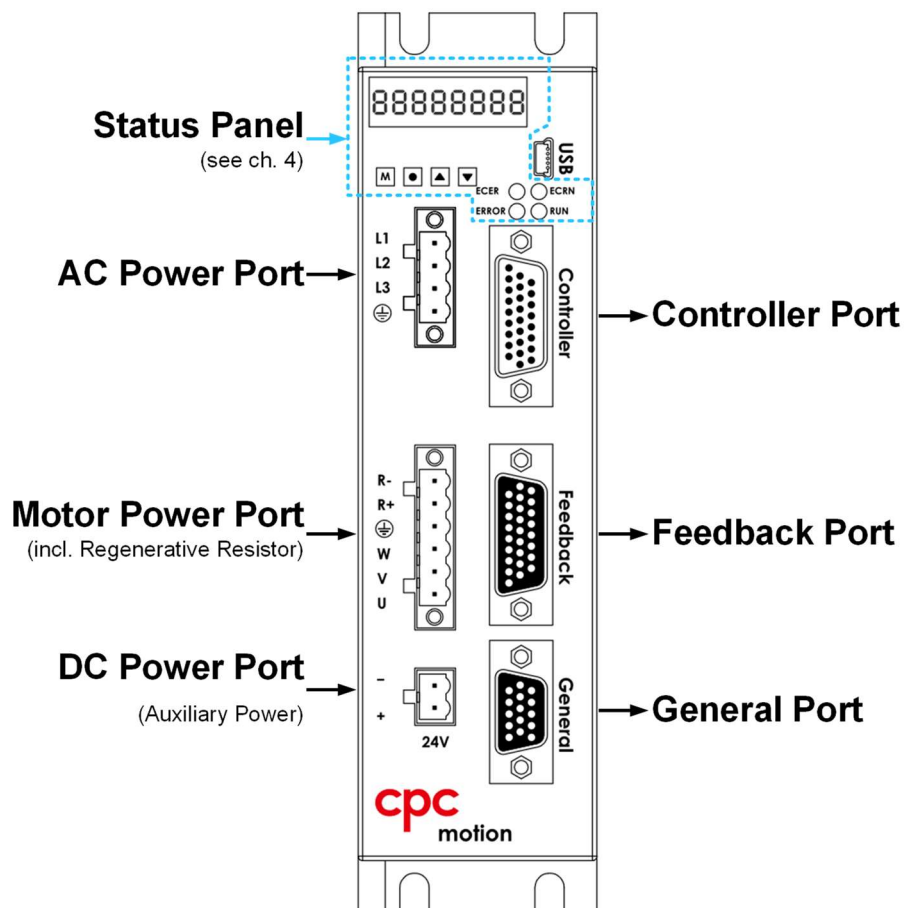 88888888
Status Panel
(see ch. 4)
USB
M
ECER
ECRN
ERROR
RUN
L1
L2
L3
AC Power Port
Controller
Controller Port
R-
R+
W
V
U
Motor Power Port
(incl. Regenerative Resistor)
Feedback
Feedback Port
DC Power Port
(Auxiliary Power)
-
+
24V
General
General Port
cpc
motion